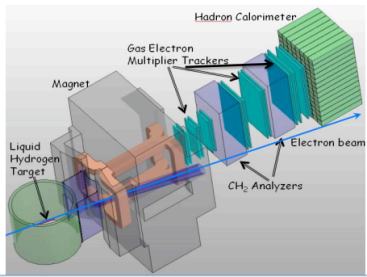 Hadron Calorimeter
Gas Electron
Multiplier Trackers
Magnet
Liquid
Hydrogen
Target
Electron beam
CH₂ Analyzers